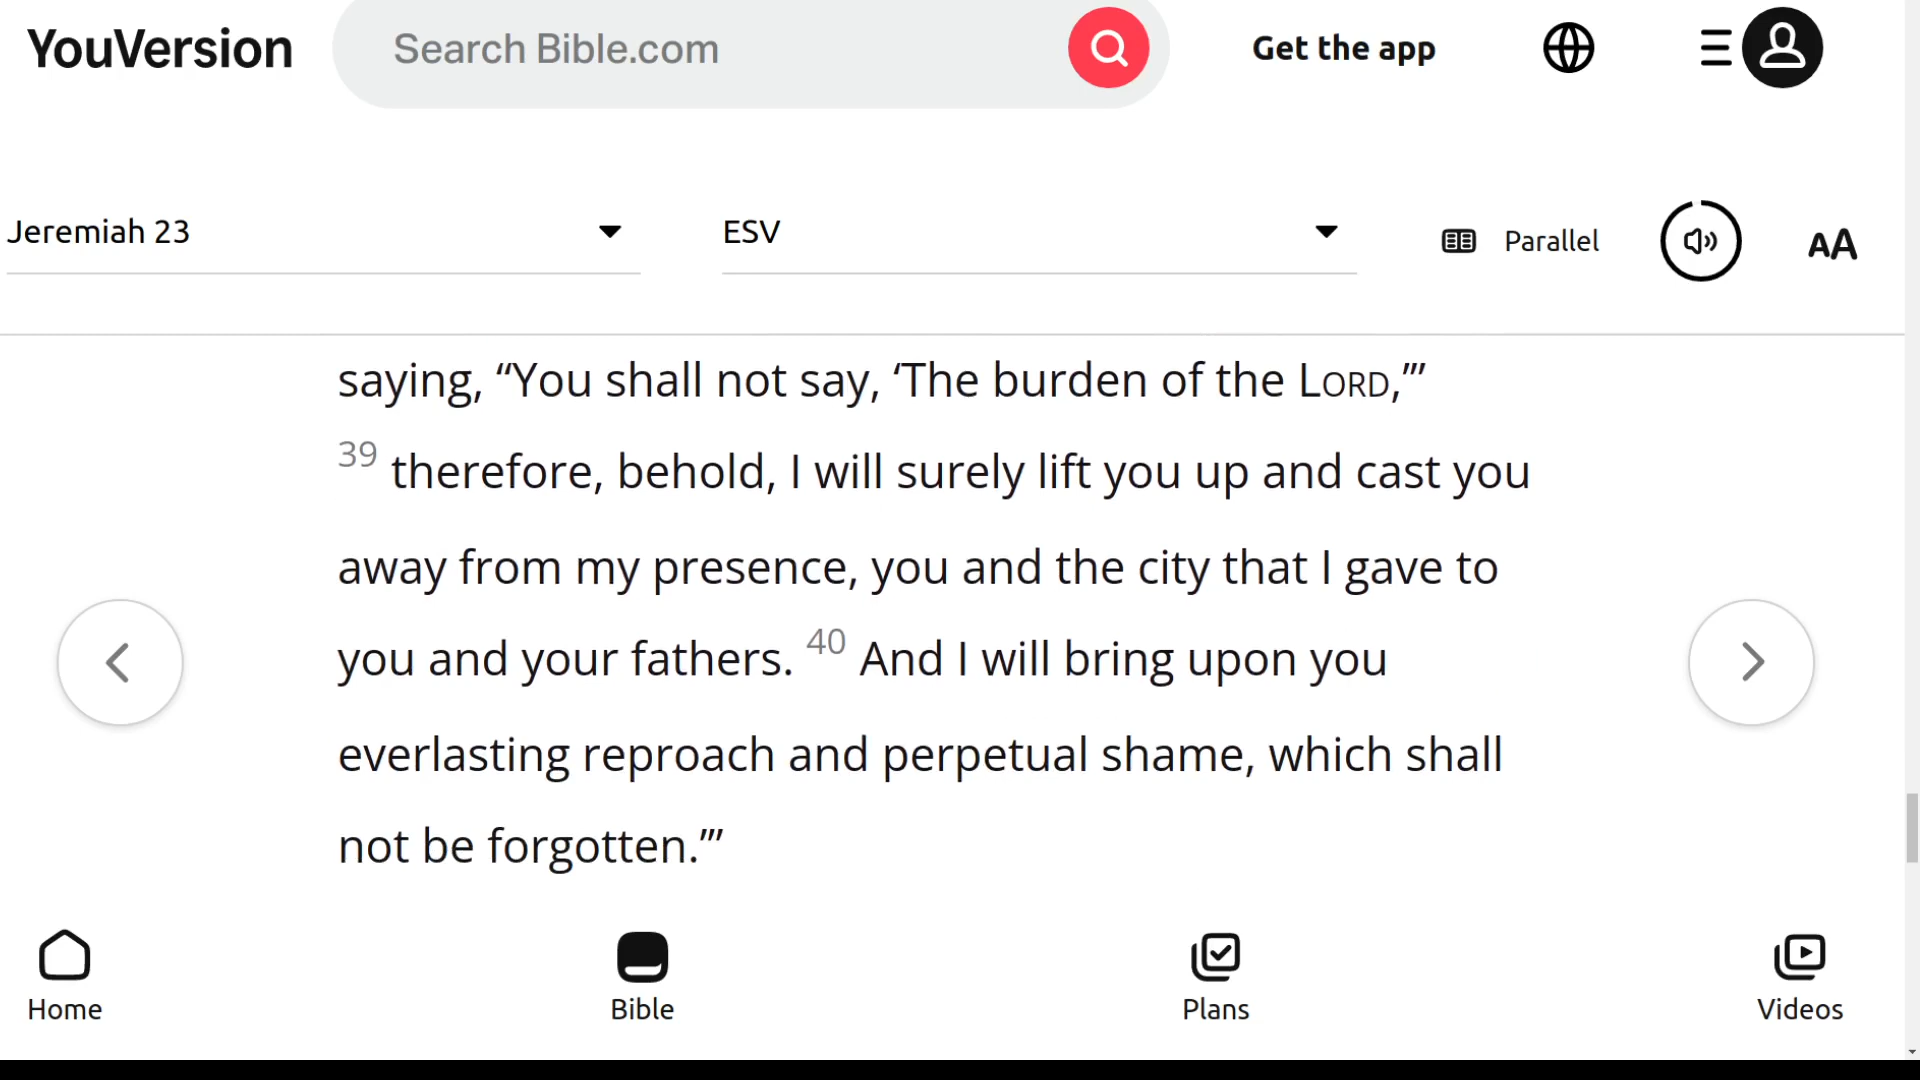 YouVersion
Search Bible.com
Get the app
Jeremiah 23
ESV
Parallel
AA
saying, “You shall not say, ‘The burden of the LORD,’”
39 therefore, behold, I will surely lift you up and cast you
away from my presence, you and the city that I gave to
you and your fathers. 40 And I will bring upon you
everlasting reproach and perpetual shame, which shall
not be forgotten.’”
Home
Bible
Plans
Videos